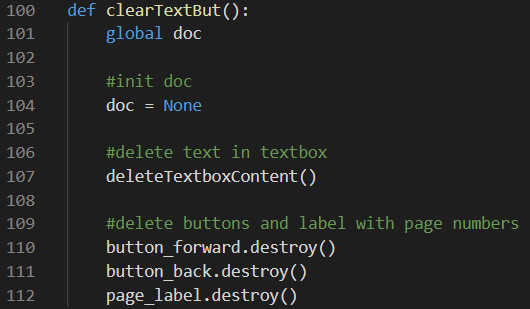 100 def clearTextBut():
101     global doc
102
103     #init doc
104     doc = None
105
106     #delete text in textbox
107     deleteTextboxContent()
108
109     #delete buttons and label with page numbers
110     button_forward.destroy()
111     button_back.destroy()
112     page_label.destroy()